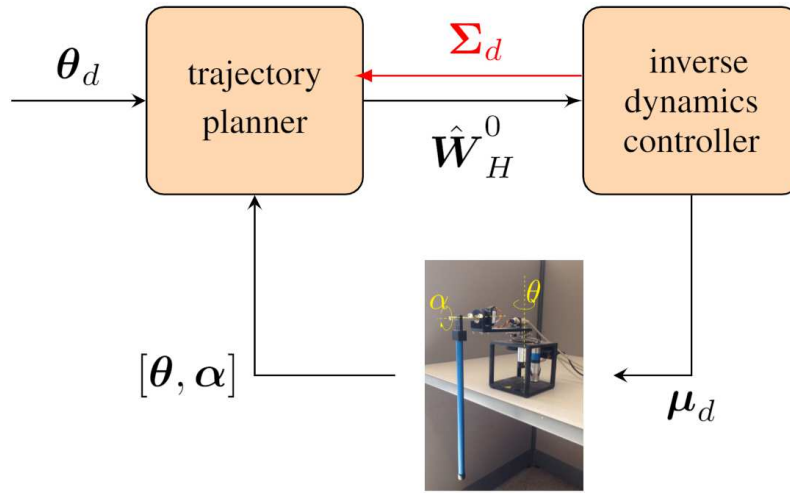 θ_d
trajectory
planner
Σ_d
Ŵ_H^0
inverse
dynamics
controller
α
θ
[θ, α]
μ_d